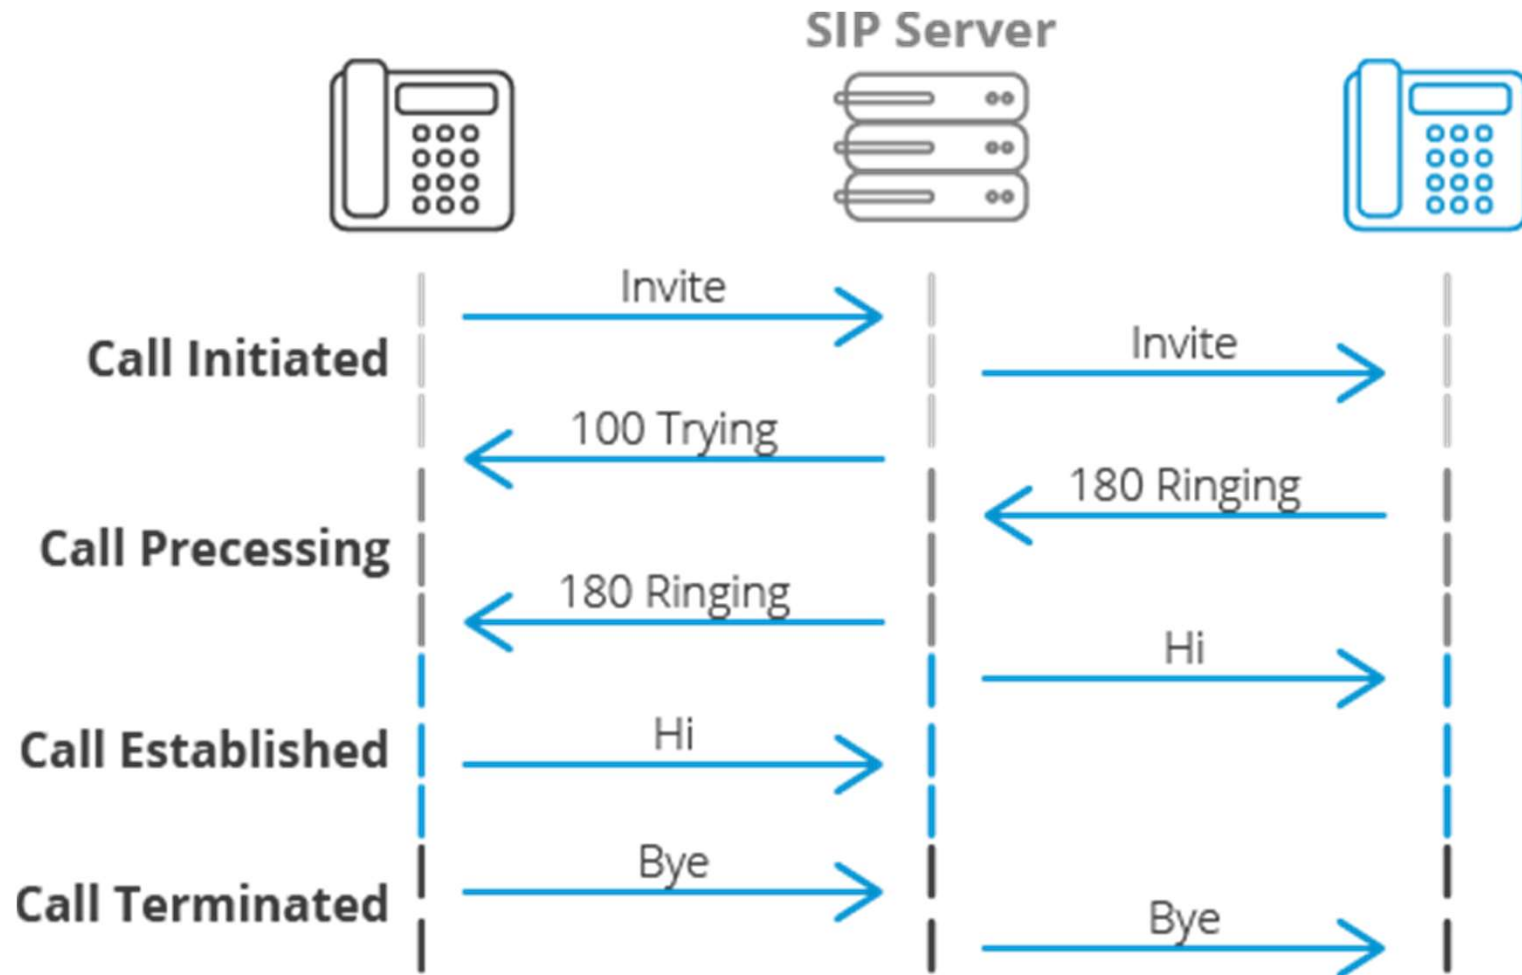 SIP Server
Invite
Call Initiated
Invite
100 Trying
180 Ringing
Call Precessing
180 Ringing
Hi
Call Established
Hi
Bye
Call Terminated
Bye